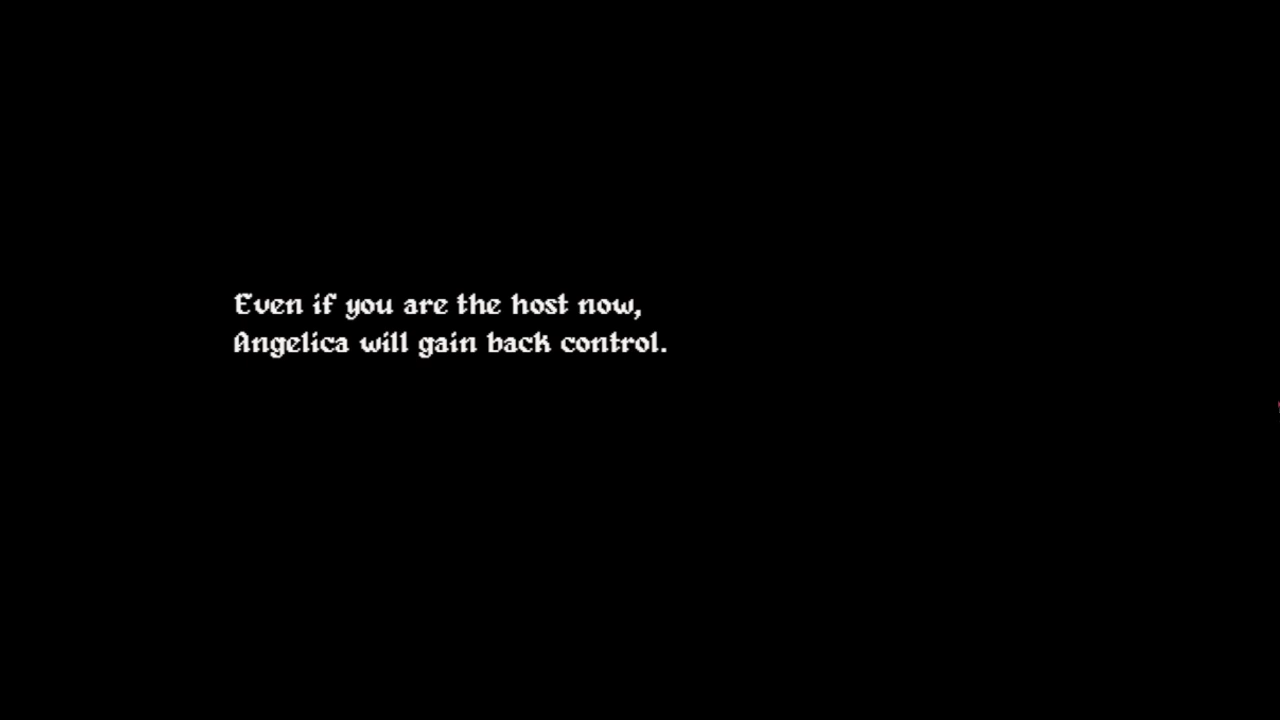 Even if you are the host now,
Angelica will gain back control.